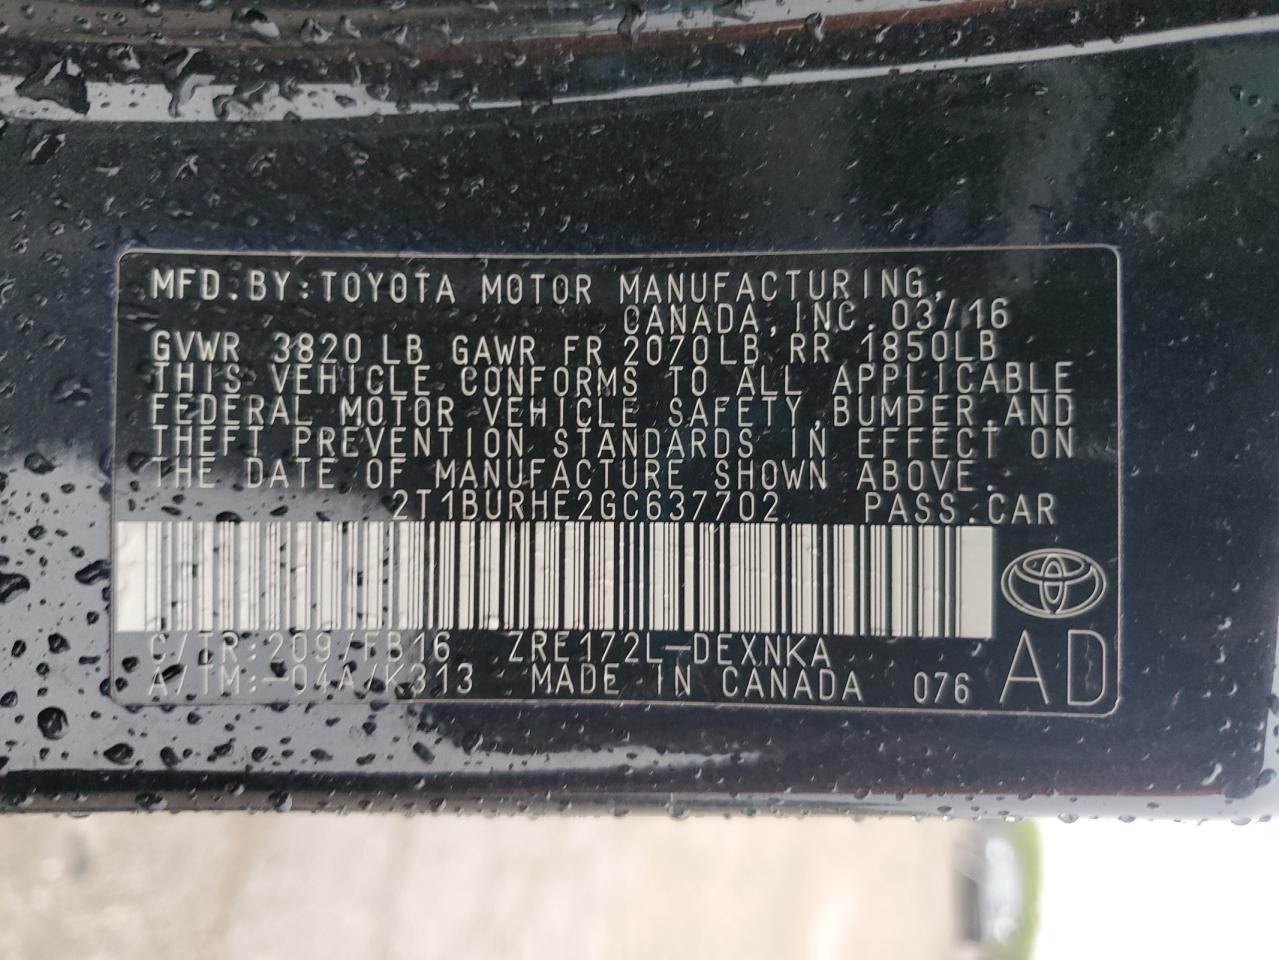 MFD.BY:TOYOTA MOTOR MANUFACTURING,
CANADA,INC.03/16
GVWR 3820LB GAWR FR 2070LB RR 1850LB
THIS VEHICLE CONFORMS TO ALL APPLICABLE
FEDERAL MOTOR VEHICLE SAFETY,BUMPER,AND
THEFT PREVENTION STANDARDS IN EFFECT ON
THE DATE OF MANUFACTURE SHOWN ABOVE.
2T1BURHE2GC637702 PASS.CAR
C/TR:209/FB16 ZRE172L-DEXNKA
A/TM:-04A/K313 MADE IN CANADA 076 AD